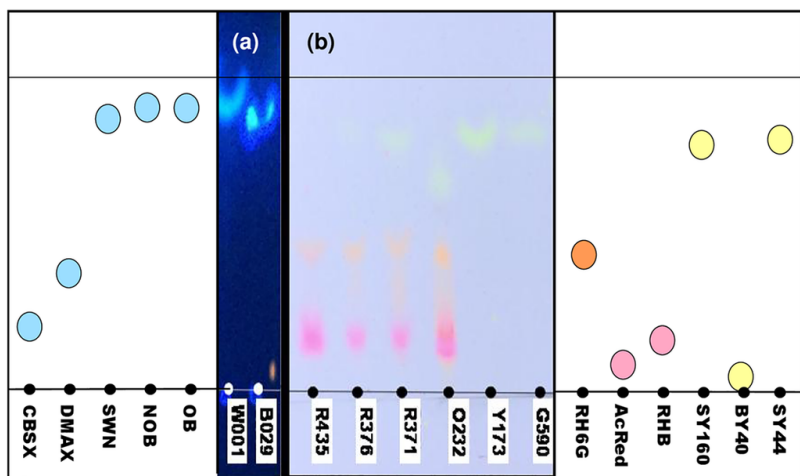 (a)
(b)
CBSX
DMAX
SWN
NOB
OB
W001
B029
R435
R376
R371
O232
Y173
G590
RH6G
AcRed
RHB
SY160
BY40
SY44